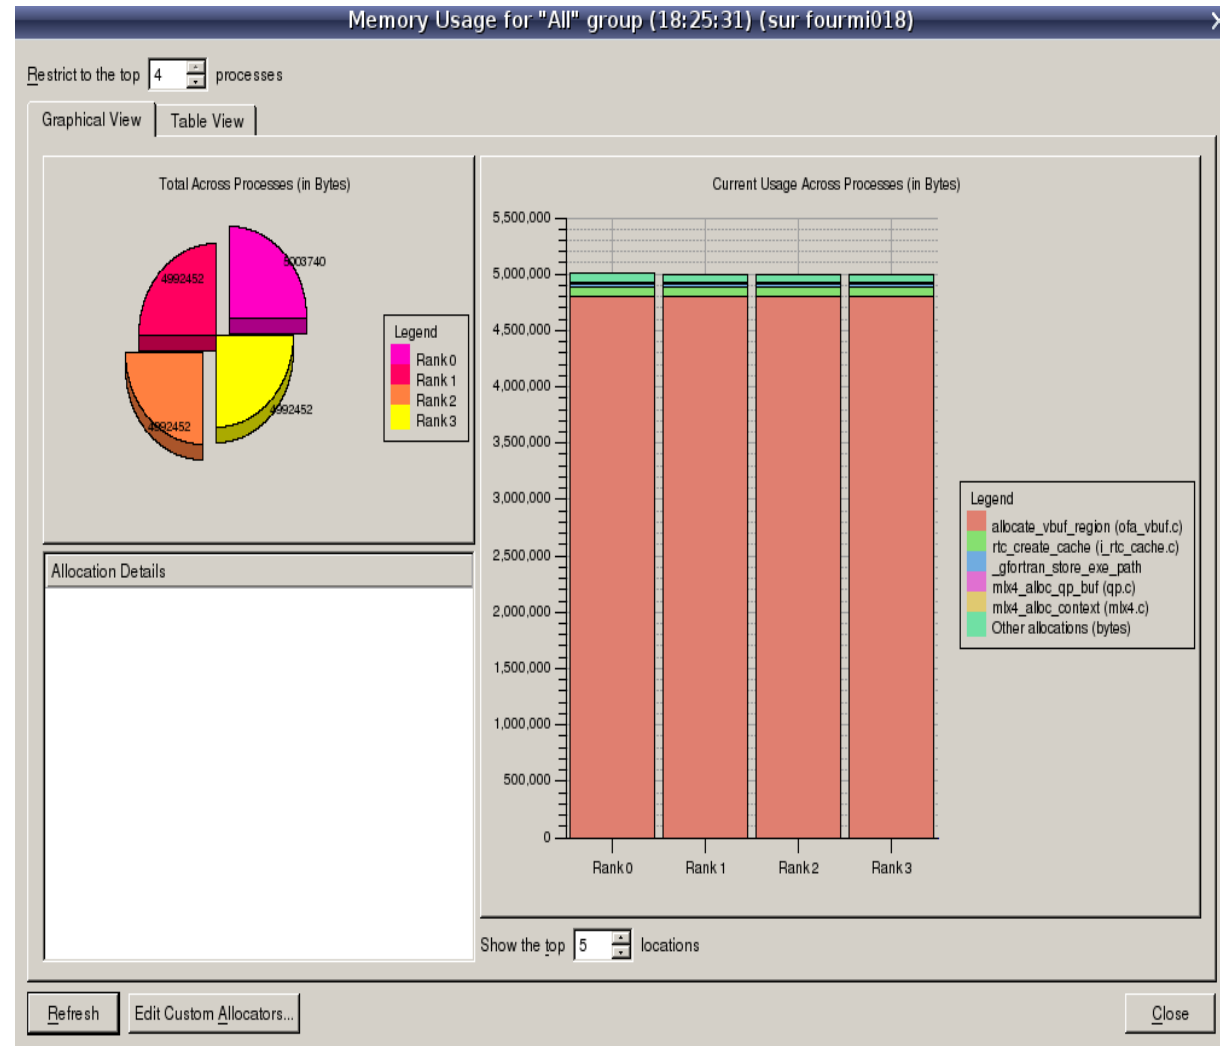 Memory Usage for "All" group (18:25:31) (sur fourmi018)
Restrict to the top 4 processes
Graphical View Table View
Total Across Processes (in Bytes)
5003740
4992452
4992452
4992452
Legend
Rank 0
Rank 1
Rank 2
Rank 3
Allocation Details
Current Usage Across Processes (in Bytes)
5,500,000
5,000,000
4,500,000
4,000,000
3,500,000
3,000,000
2,500,000
2,000,000
1,500,000
1,000,000
500,000
0
Rank 0 Rank 1 Rank 2 Rank 3
Legend
allocate_vbuf_region (ofa_vbuf.c)
rtc_create_cache (i_rtc_cache.c)
_gfortran_store_exe_path
mlx4_alloc_qp_buf (qp.c)
mlx4_alloc_context (mlx4.c)
Other allocations (bytes)
Show the top 5 locations
Refresh Edit Custom Allocators... Close